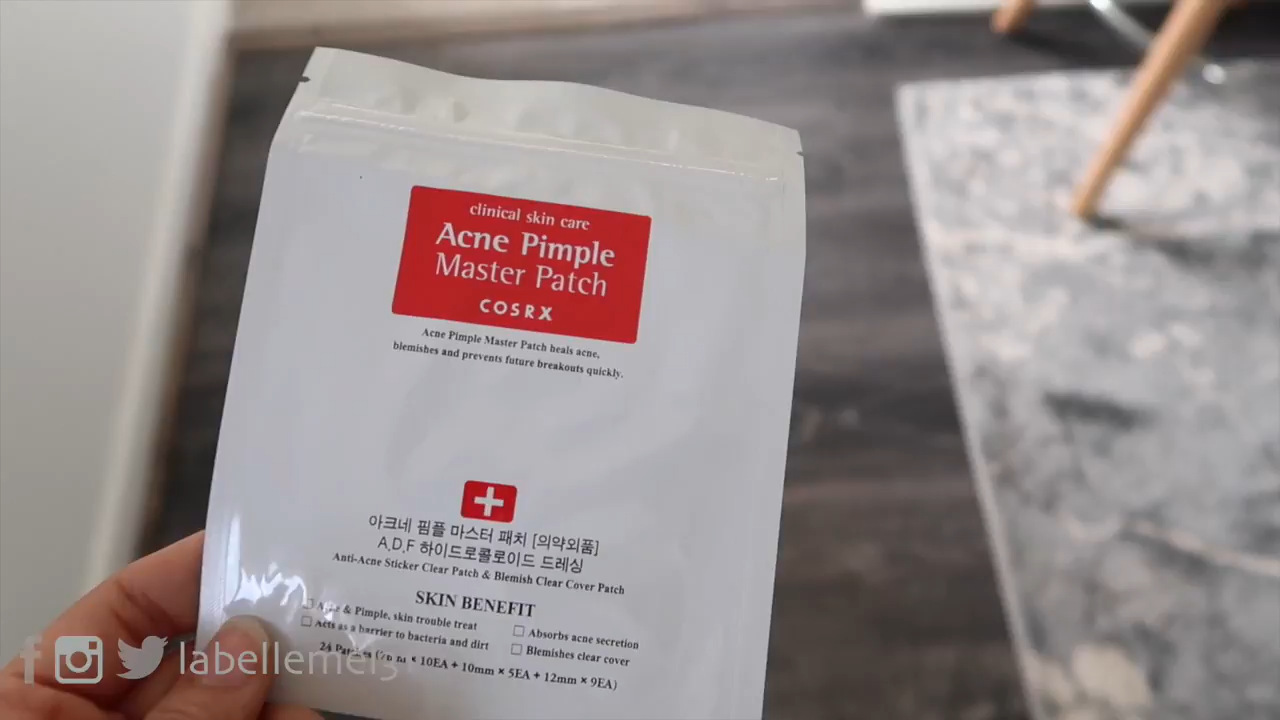 clinical skin care
Acne Pimple
Master Patch
COSRX
Acne Pimple Master Patch heals acne,
blemishes and prevents future breakouts quickly.
아크네 핌플 마스터 패치 [의약외품]
A.D.F 하이드로콜로이드 드레싱
Anti-Acne Sticker Clear Patch & Blemish Clear Cover Patch
SKIN BENEFIT
Acne & Pimple, skin trouble treat
Absorbs acne secretion
Acts as a barrier to bacteria and dirt
Blemishes clear cover
24 Patches 10EA + 10mm × 5EA + 12mm × 9EA)